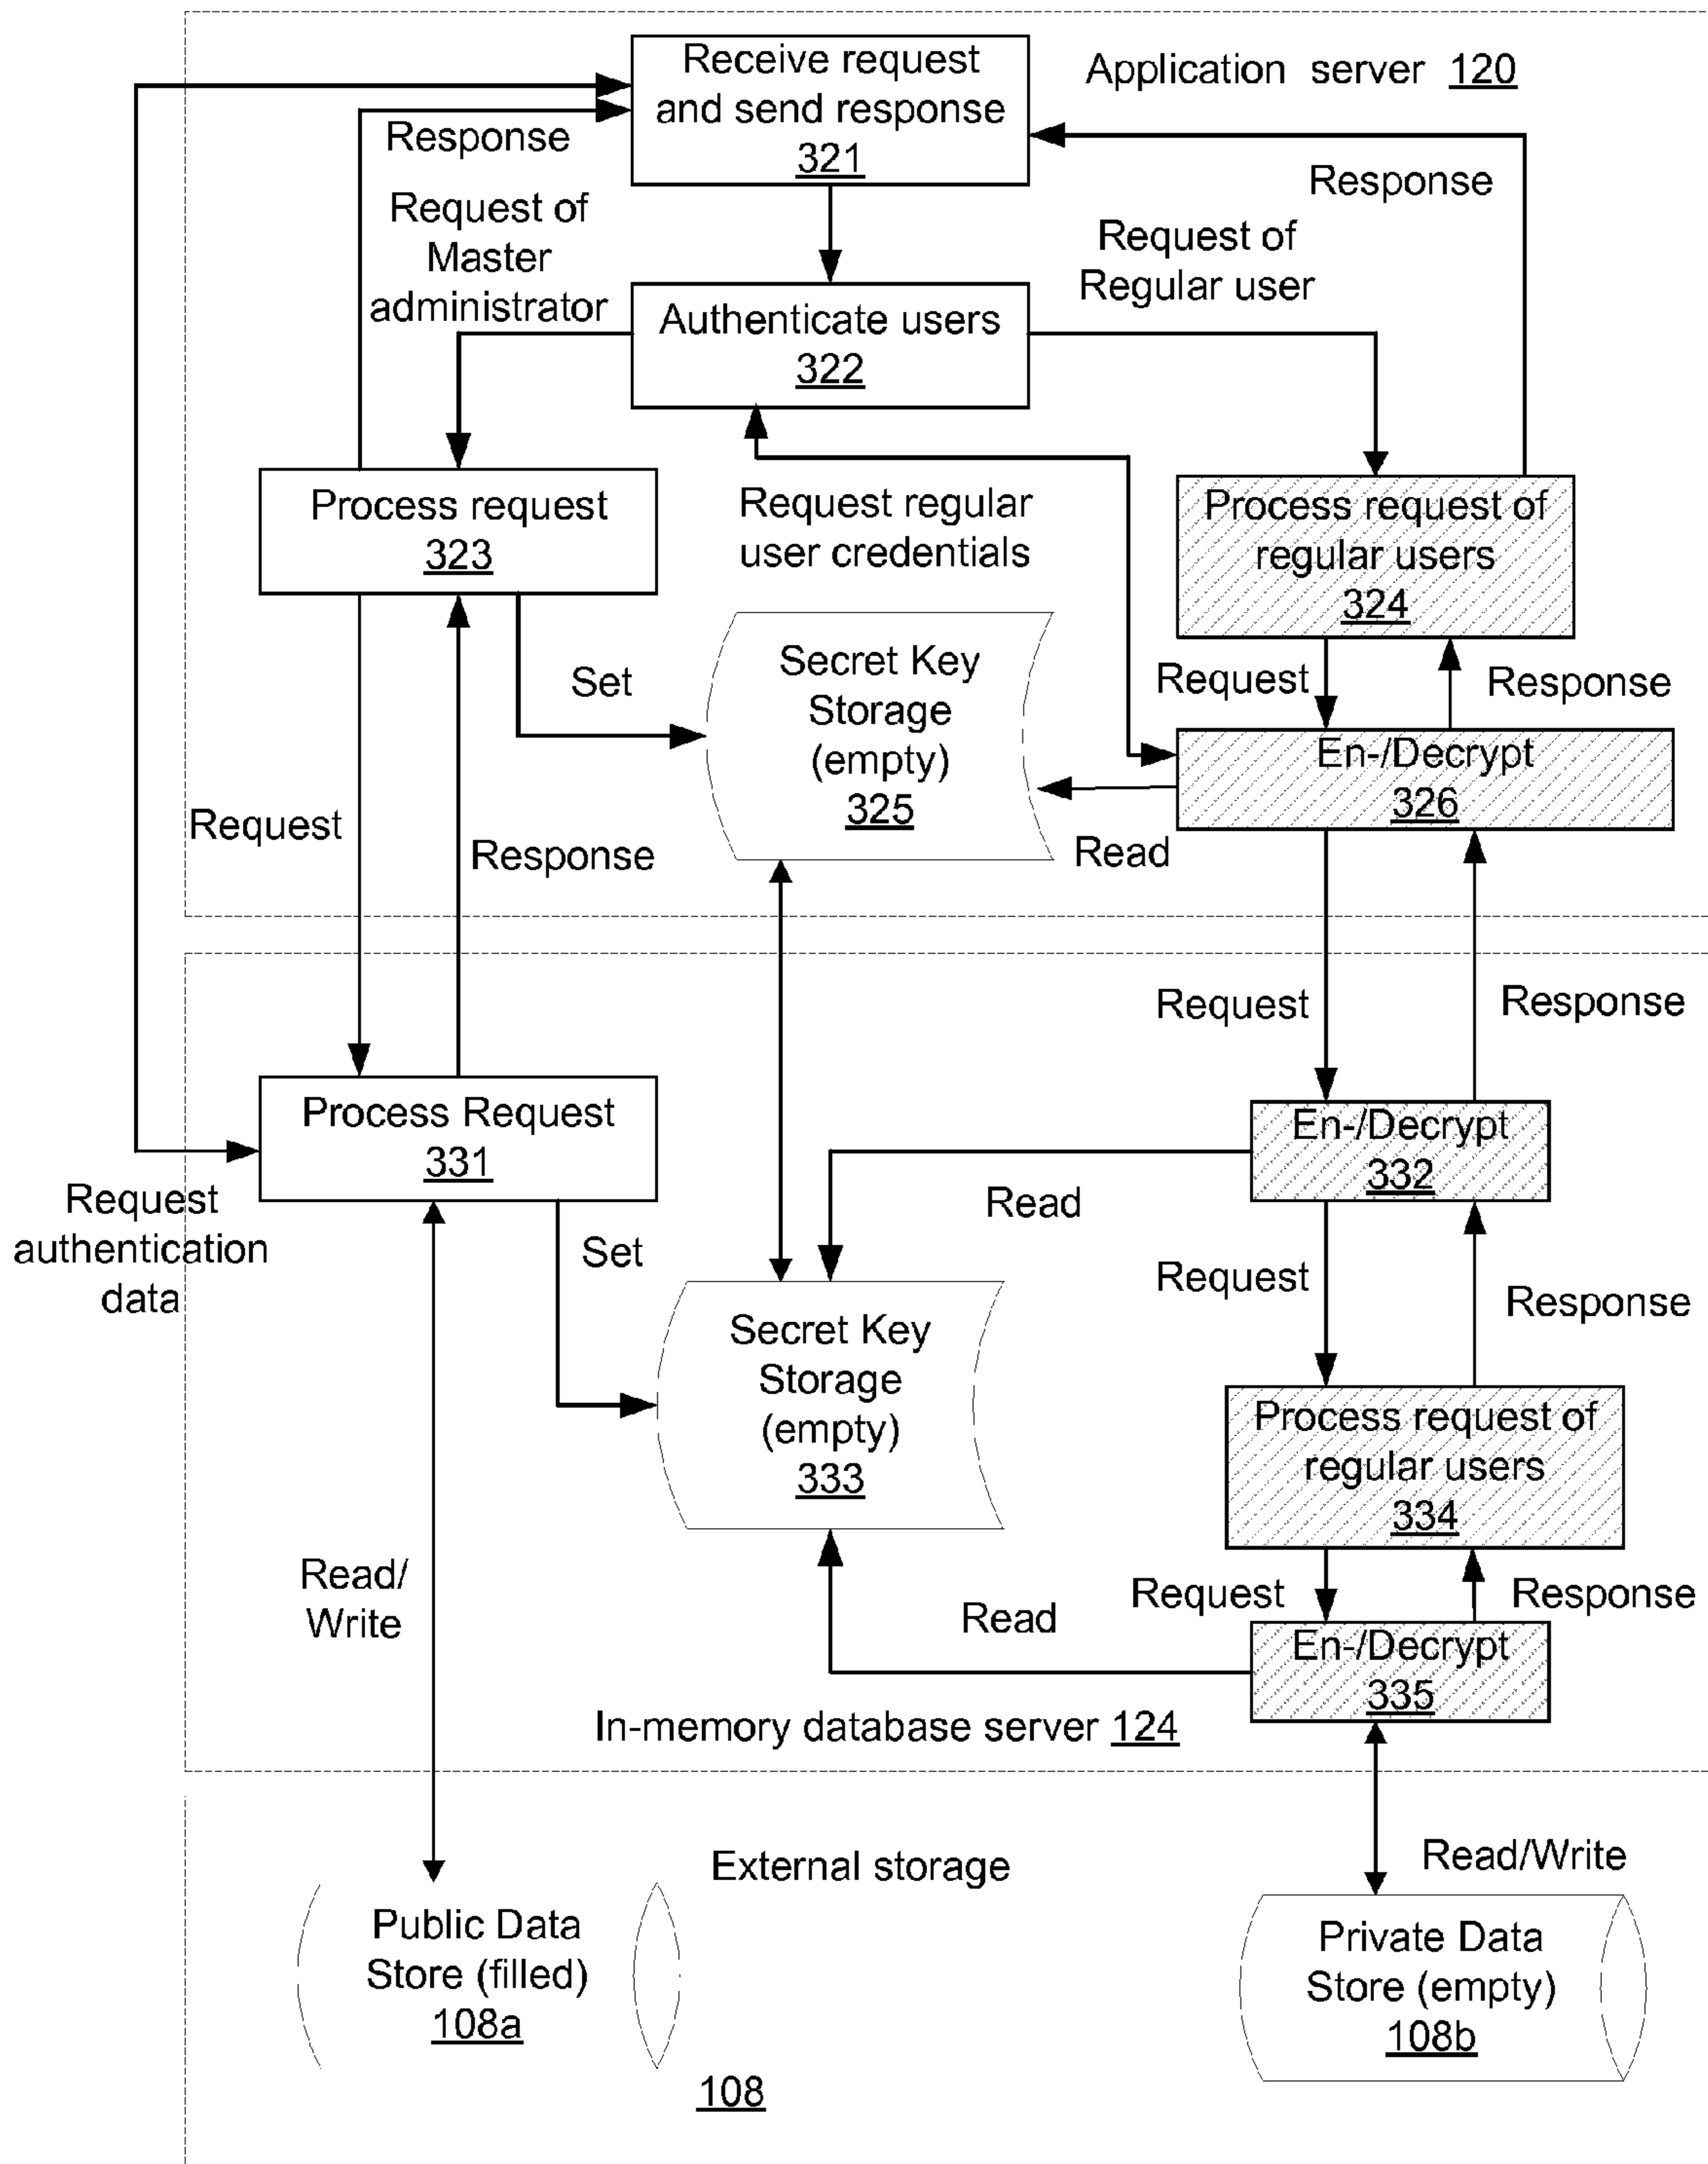 Receive request
and send response
321
Application server 120
Response
Response
Request of
Master
administrator
Request of
Regular user
Authenticate users
322
Process request
323
Request regular
user credentials
Process request of
regular users
324
Set
Secret Key
Storage
(empty)
325
Request
Response
En-/Decrypt
326
Read
Request
Response
Request
Response
Process Request
331
En-/Decrypt
332
Request
authentication
data
Set
Read
Request
Response
Secret Key
Storage
(empty)
333
Process request of
regular users
334
Read/
Write
Read
Request
Response
En-/Decrypt
335
In-memory database server 124
External storage
Read/Write
Public Data
Store (filled)
108a
Private Data
Store (empty)
108b
108